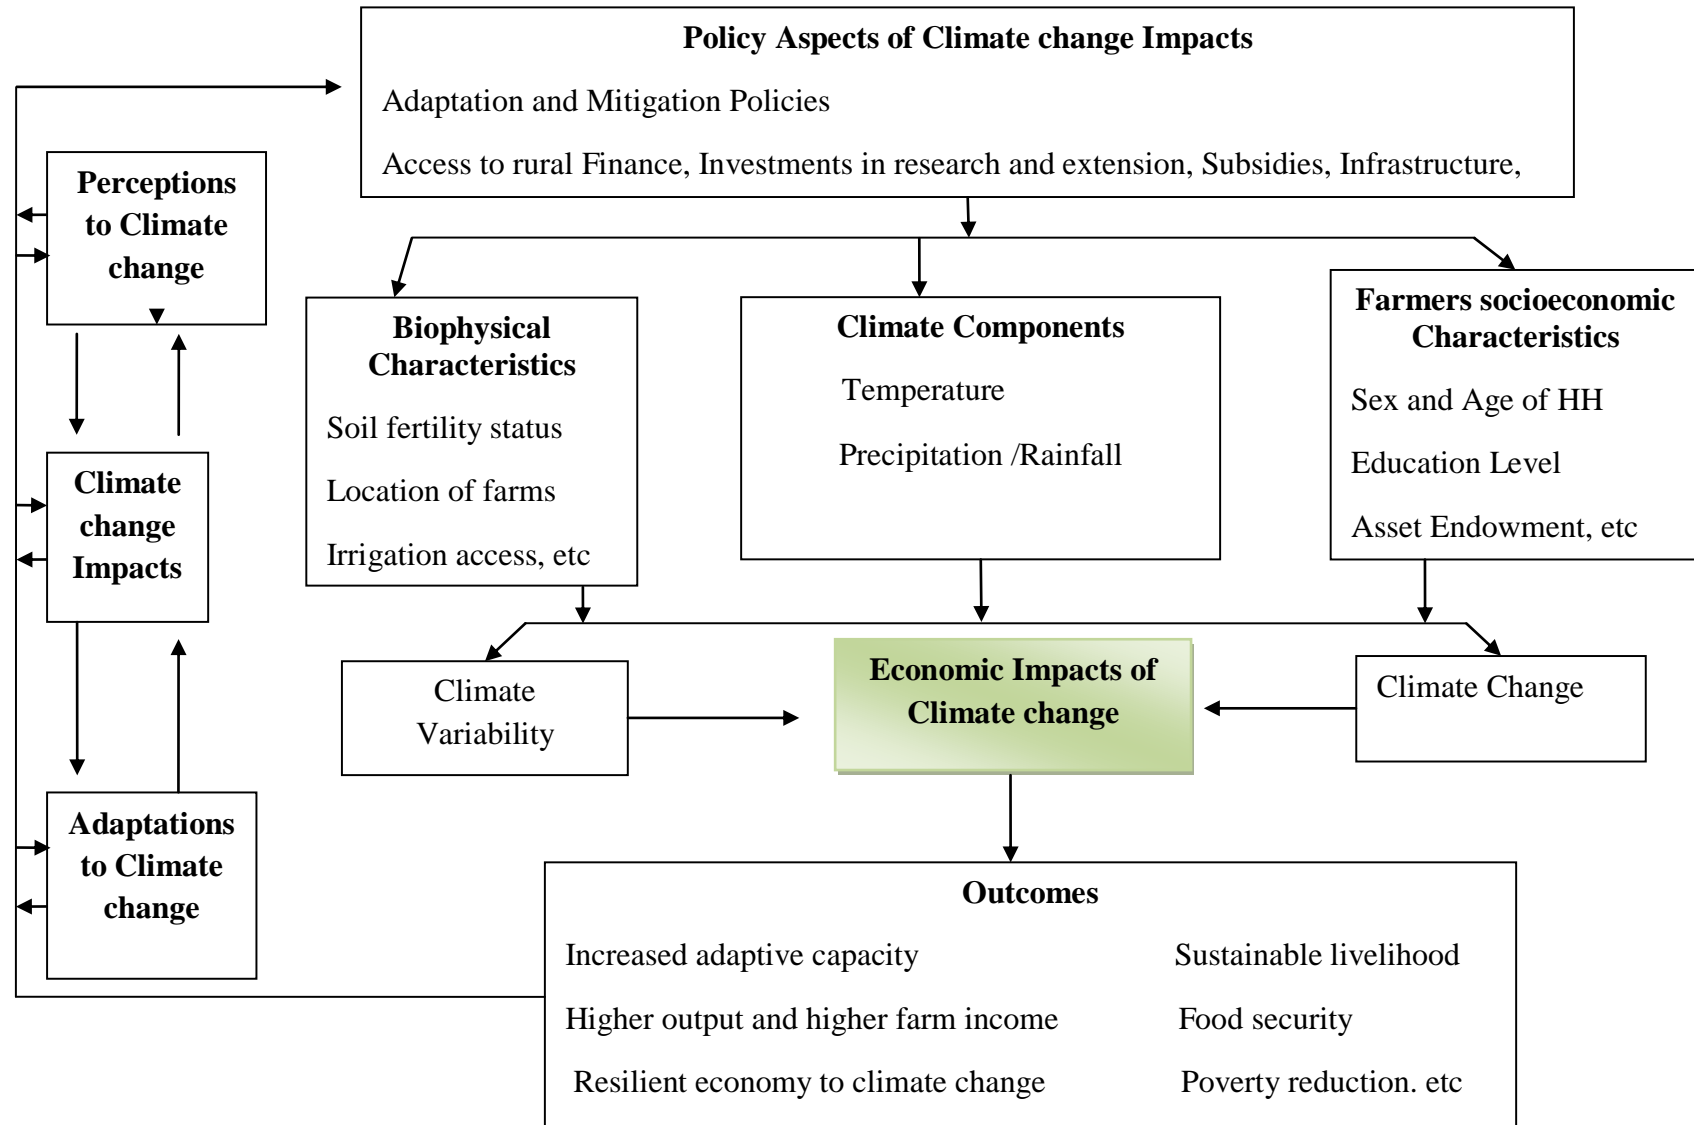 Policy Aspects of Climate change Impacts
Adaptation and Mitigation Policies
Access to rural Finance, Investments in research and extension, Subsidies, Infrastructure,
Perceptions
to Climate
change
Climate
change
Impacts
Adaptations
to Climate
change
Biophysical
Characteristics
Soil fertility status
Location of farms
Irrigation access, etc
Climate Components
Temperature
Precipitation /Rainfall
Farmers socioeconomic
Characteristics
Sex and Age of HH
Education Level
Asset Endowment, etc
Climate
Variability
Economic Impacts of
Climate change
Climate Change
Outcomes
Increased adaptive capacity
Sustainable livelihood
Higher output and higher farm income
Food security
Resilient economy to climate change
Poverty reduction. etc